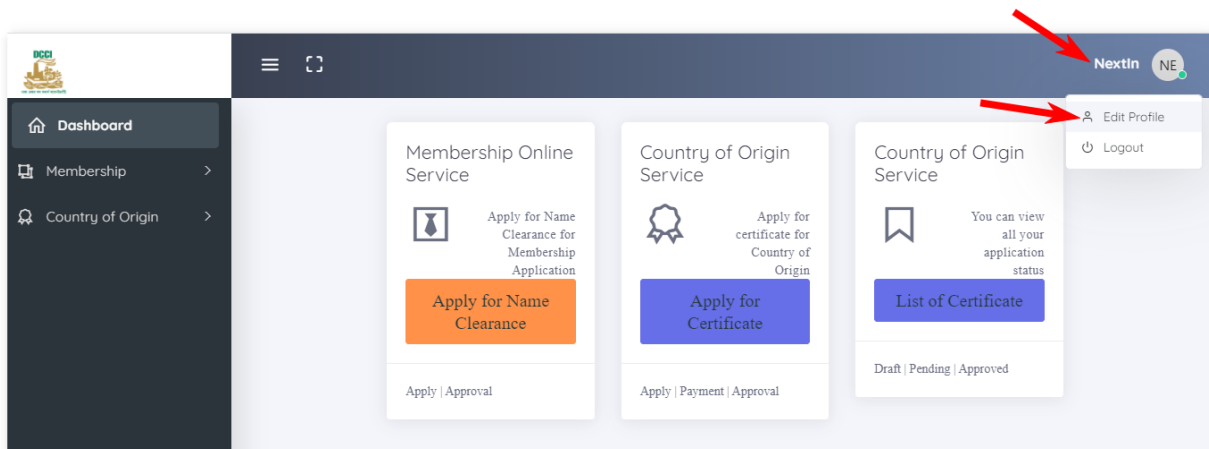 DCCI
NextIn
NE
Dashboard
Membership
Country of Origin
Edit Profile
Logout
Membership Online
Service
Apply for Name
Clearance for
Membership
Application
Apply for Name
Clearance
Apply | Approval
Country of Origin
Service
Apply for
certificate for
Country of
Origin
Apply for
Certificate
Apply | Payment | Approval
Country of Origin
Service
You can view
all your
application
status
List of Certificate
Draft | Pending | Approved